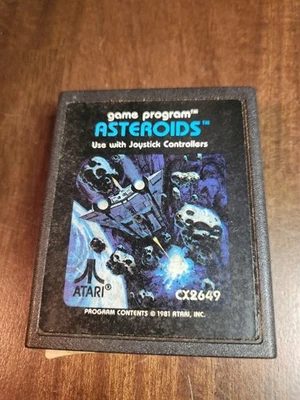 game program™
ASTEROIDS™
Use with Joystick Controllers
ATARI®
CX2649
PROGRAM CONTENTS © 1981 ATARI, INC.